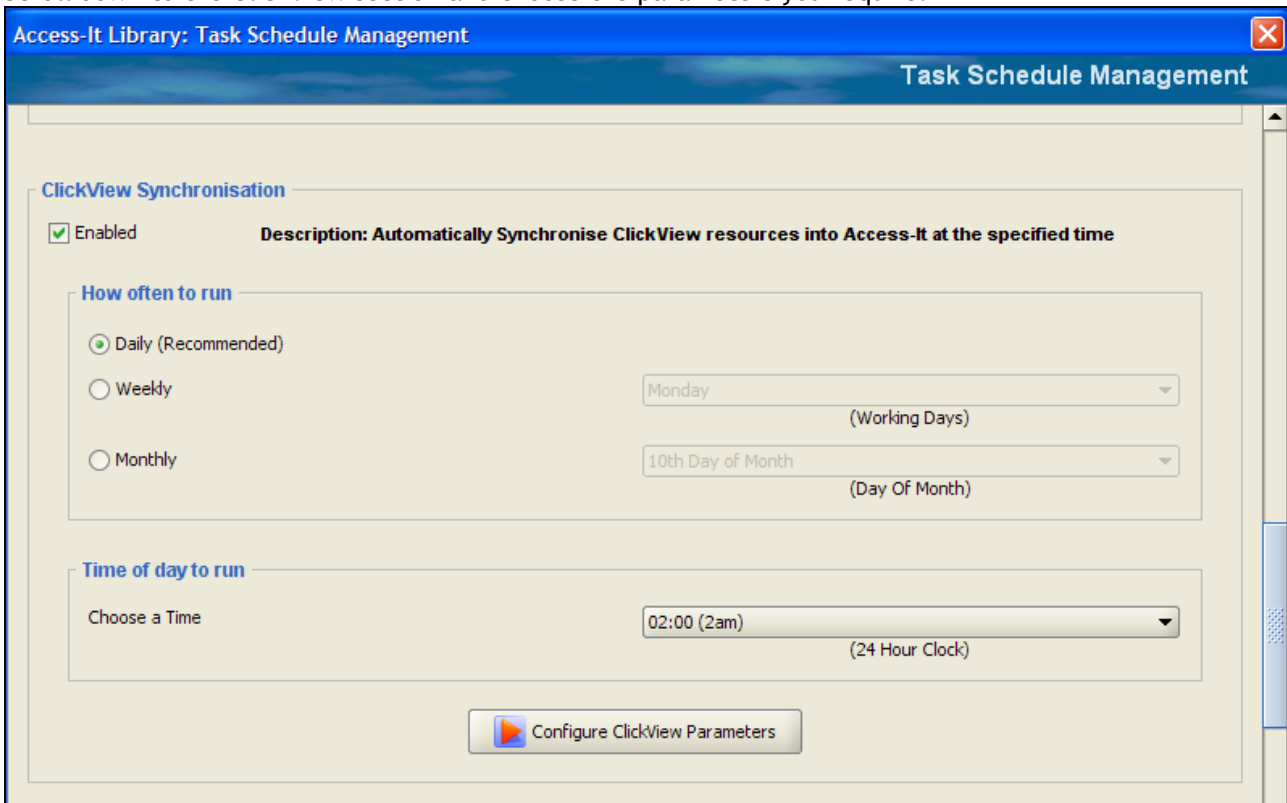 Access-It Library: Task Schedule Management
Task Schedule Management
ClickView Synchronisation
Enabled
Description: Automatically Synchronise ClickView resources into Access-It at the specified time
How often to run
Daily (Recommended)
Weekly
Monday
(Working Days)
Monthly
10th Day of Month
(Day Of Month)
Time of day to run
Choose a Time
02:00 (2am)
(24 Hour Clock)
Configure ClickView Parameters